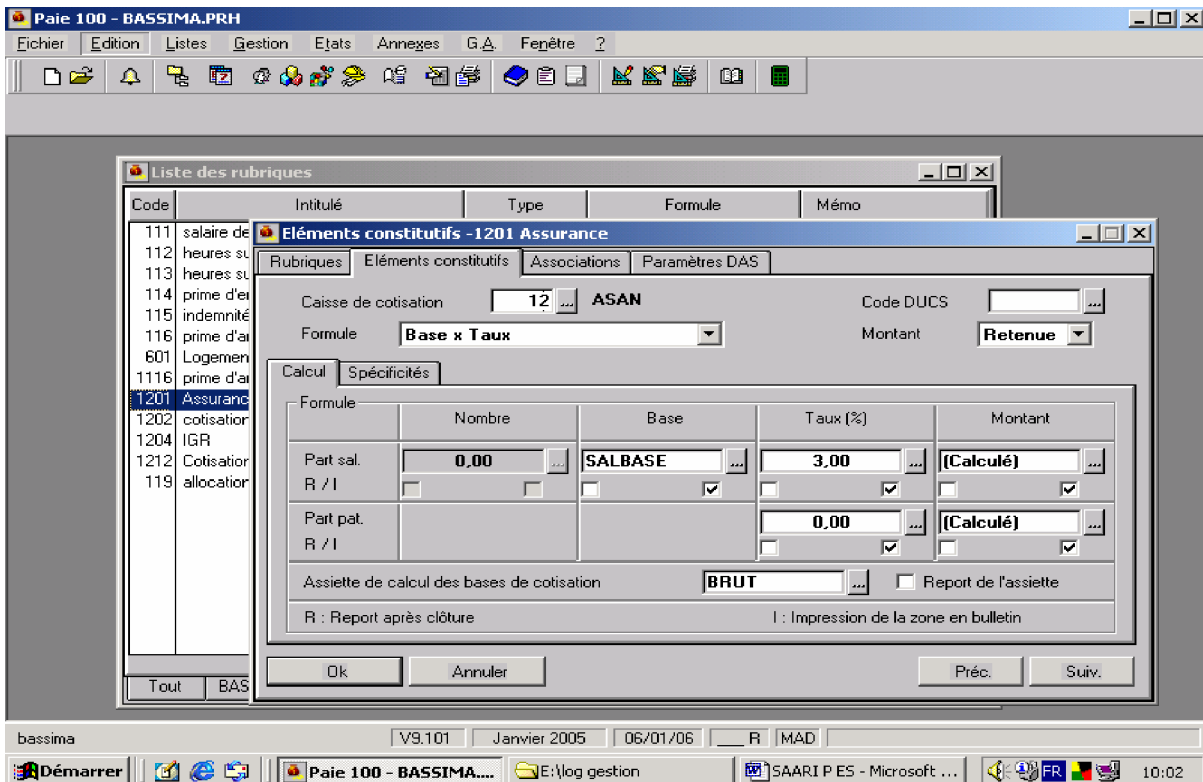 Paie 100 - BASSIMA.PRH
Fichier Edition Listes Gestion Etats Annexes G.A. Fenêtre ?
Liste des rubriques
Code Intitulé Type Formule Mémo
111 salaire de
112 heures su
113 heures su
114 prime d'e
115 indemnité
116 prime d'a
601 Logemen
1116 prime d'a
1201 Assuranc
1202 cotisation
1204 IGR
1212 Cotisation
119 allocation
Tout BAS
Eléments constitutifs -1201 Assurance
Rubriques Eléments constitutifs Associations Paramètres DAS
Caisse de cotisation 12 ... ASAN Code DUCS ...
Formule Base x Taux Montant Retenue
Calcul Spécificités
Formule
Nombre Base Taux (%) Montant
Part sal. 0,00 ... SALBASE ... 3,00 ... (Calculé) ...
R / I
Part pat. 0,00 ... (Calculé) ...
R / I
Assiette de calcul des bases de cotisation BRUT ... Report de l'assiette
R : Report après clôture I : Impression de la zone en bulletin
Ok Annuler Préc. Suiv.
bassima V9.101 Janvier 2005 06/01/06 ___ R MAD
Démarrer Paie 100 - BASSIMA.... E:\log gestion SAARI P ES - Microsoft ... FR 10:02